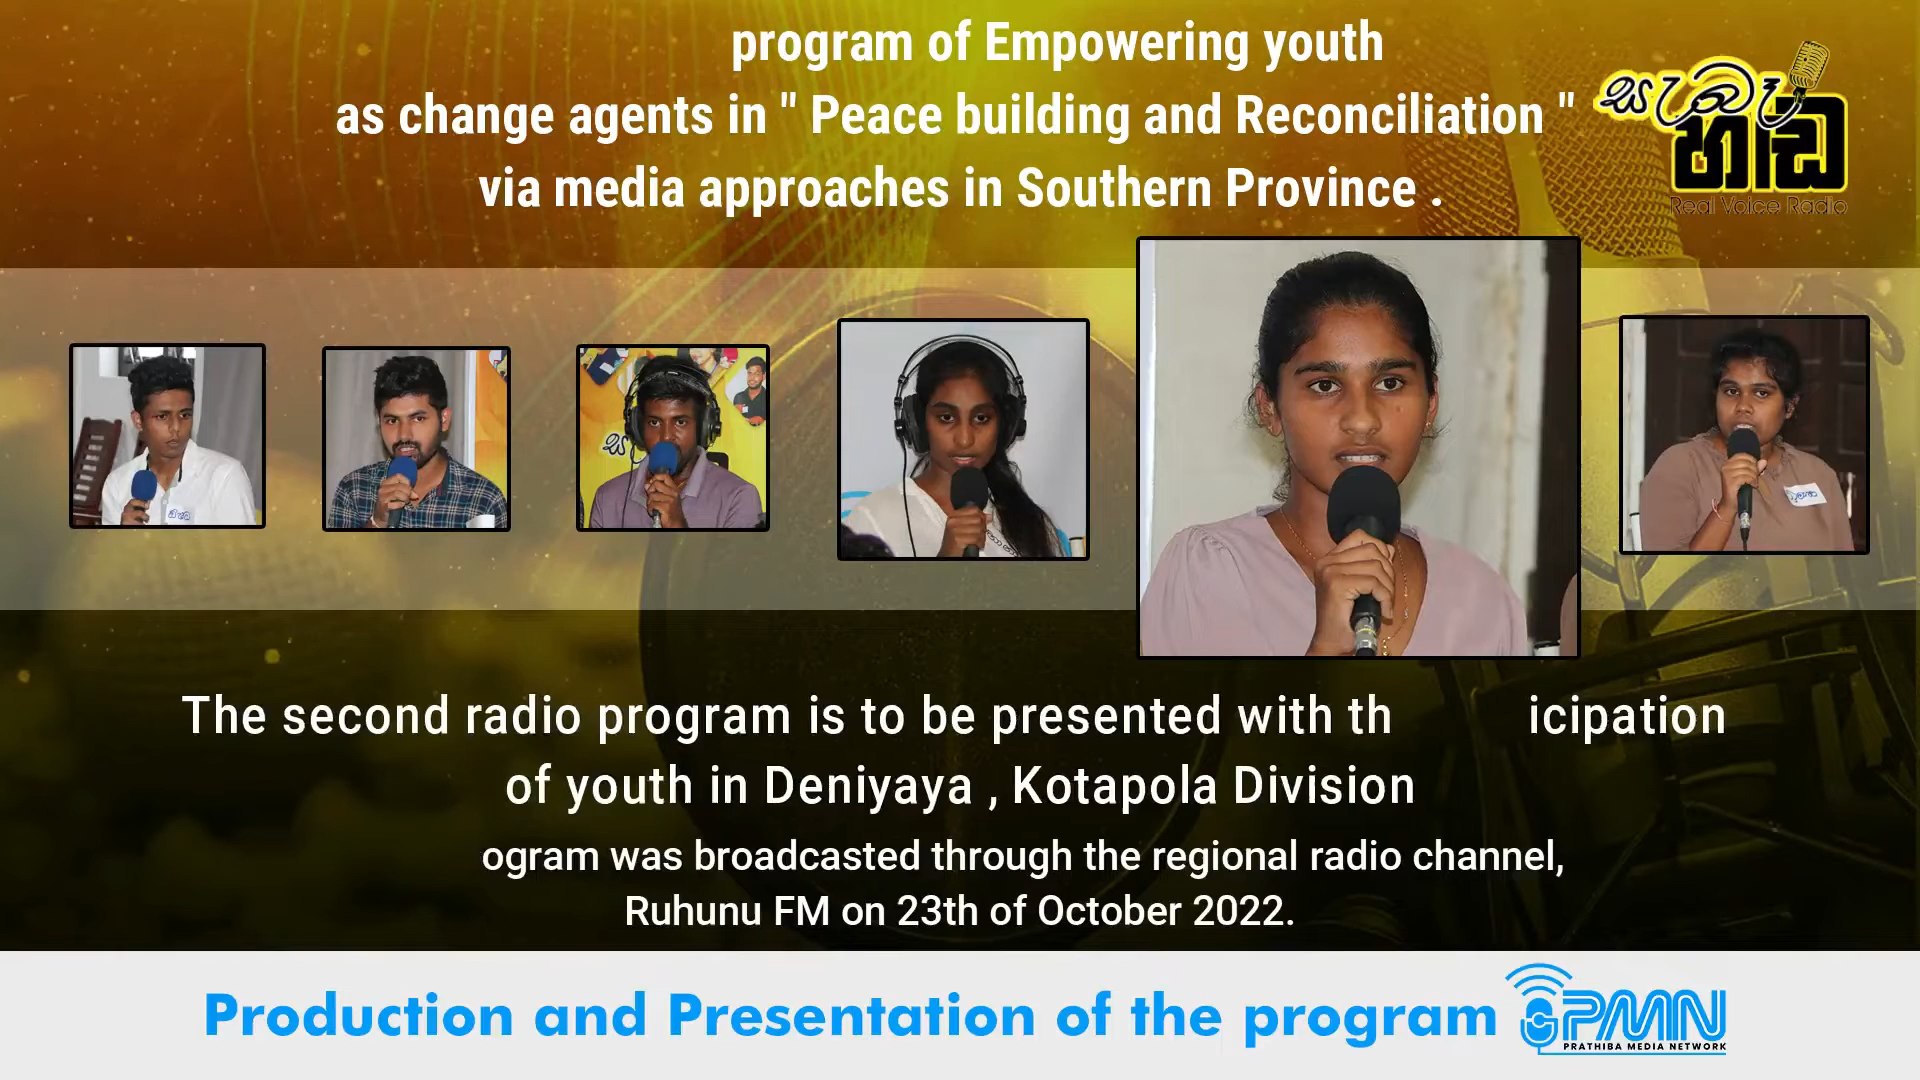 program of Empowering youth
as change agents in " Peace building and Reconciliation "
via media approaches in Southern Province .
සැබෑ
හඬ
Real Voice Radio
The second radio program is to be presented with th icipation
of youth in Deniyaya , Kotapola Division
ogram was broadcasted through the regional radio channel,
Ruhunu FM on 23th of October 2022.
Production and Presentation of the program
PMN
PRATHIBA MEDIA NETWORK